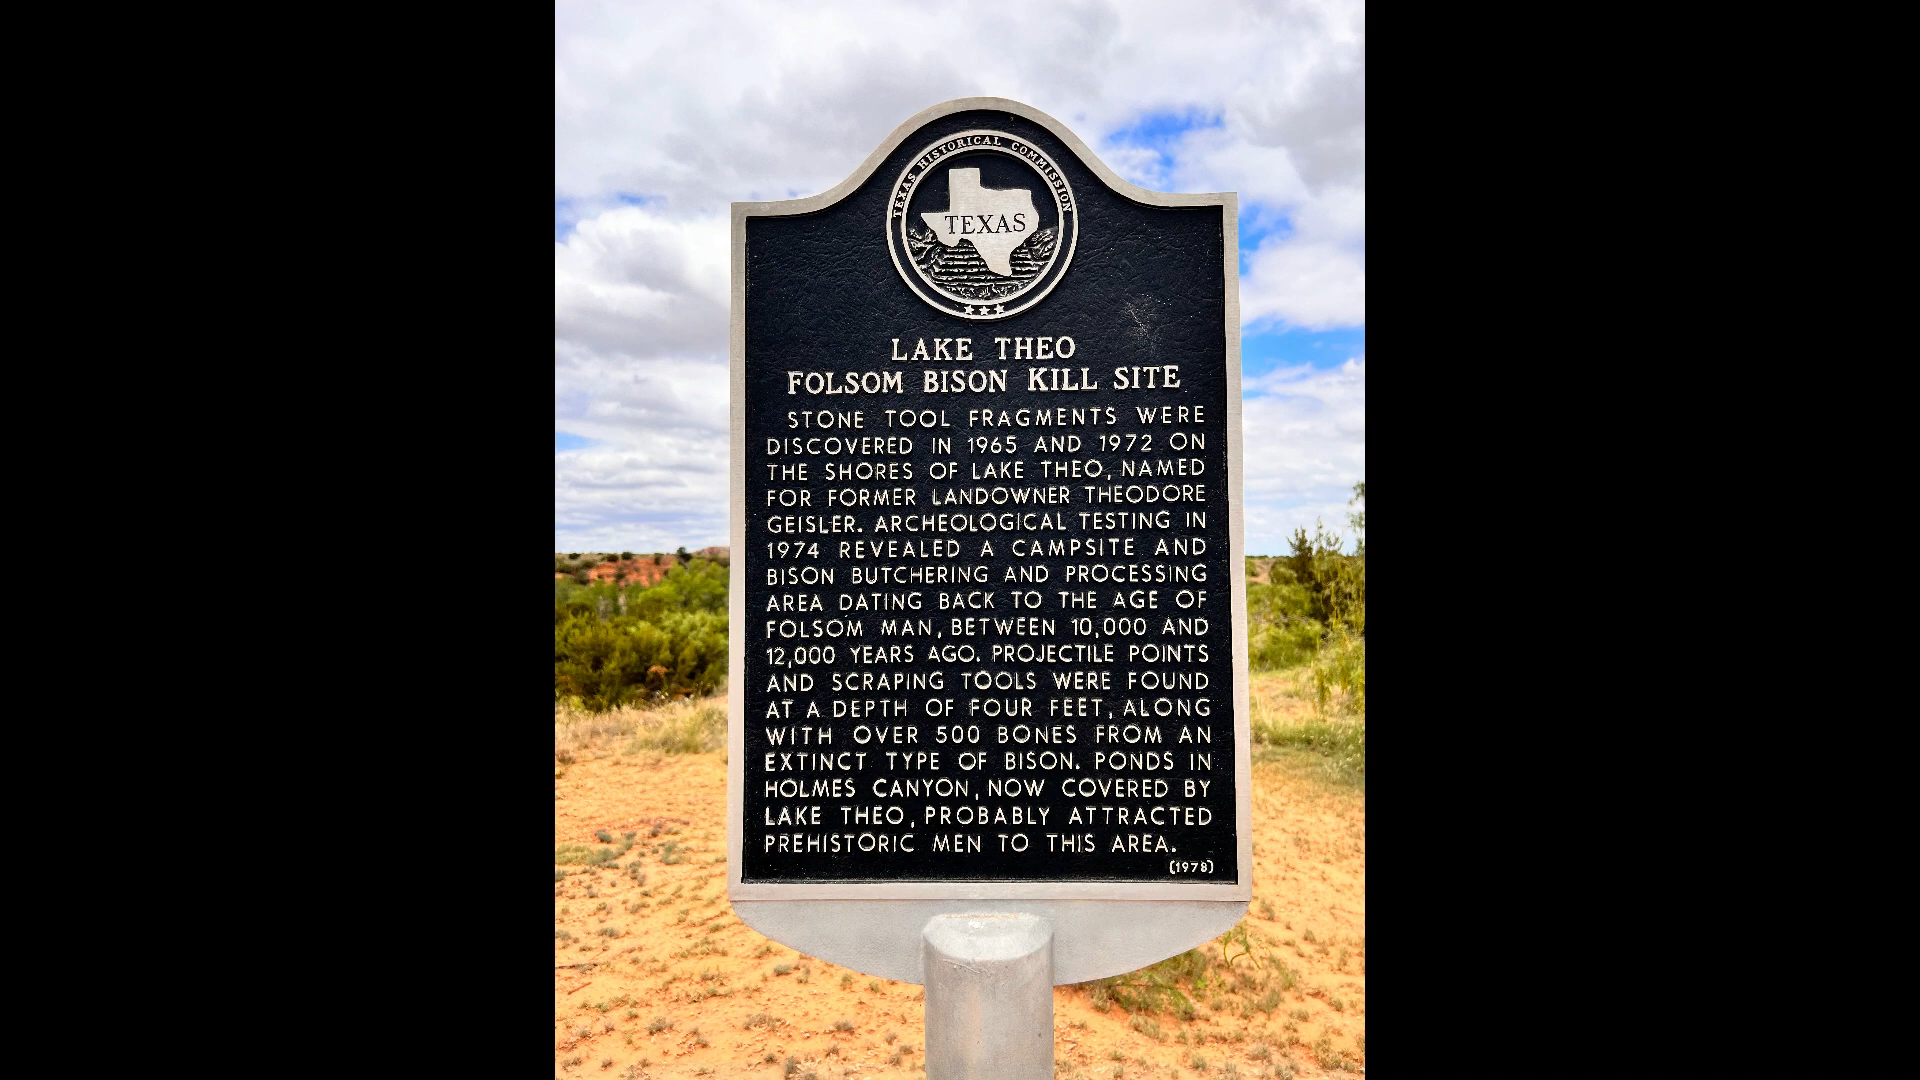 TEXAS HISTORICAL COMMISSION
TEXAS
LAKE THEO
FOLSOM BISON KILL SITE
STONE TOOL FRAGMENTS WERE
DISCOVERED IN 1965 AND 1972 ON
THE SHORES OF LAKE THEO, NAMED
FOR FORMER LANDOWNER THEODORE
GEISLER. ARCHEOLOGICAL TESTING IN
1974 REVEALED A CAMPSITE AND
BISON BUTCHERING AND PROCESSING
AREA DATING BACK TO THE AGE OF
FOLSOM MAN, BETWEEN 10,000 AND
12,000 YEARS AGO. PROJECTILE POINTS
AND SCRAPING TOOLS WERE FOUND
AT A DEPTH OF FOUR FEET, ALONG
WITH OVER 500 BONES FROM AN
EXTINCT TYPE OF BISON. PONDS IN
HOLMES CANYON, NOW COVERED BY
LAKE THEO, PROBABLY ATTRACTED
PREHISTORIC MEN TO THIS AREA.
(1978)